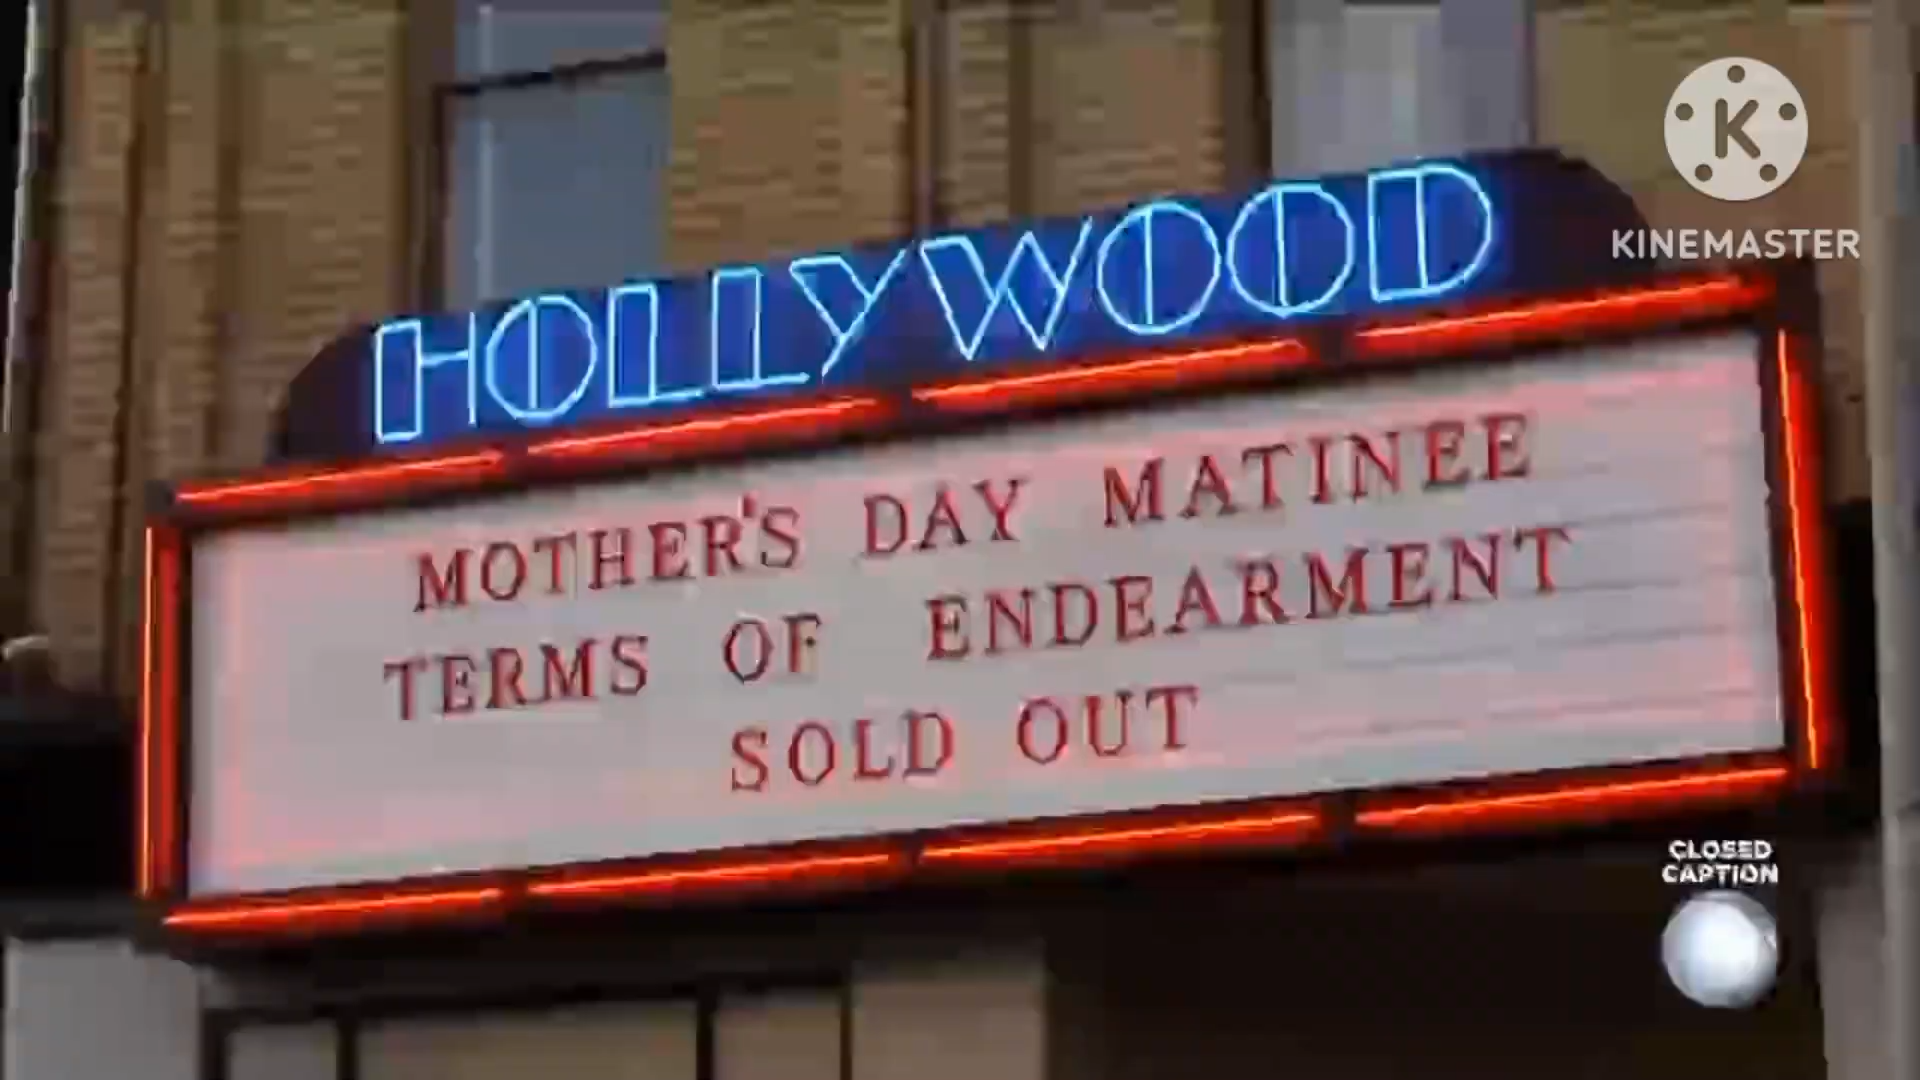 K
KINEMASTER
HOLLYWOOD
MOTHER'S DAY MATINEE
TERMS OF ENDEARMENT
SOLD OUT
CLOSED
CAPTION